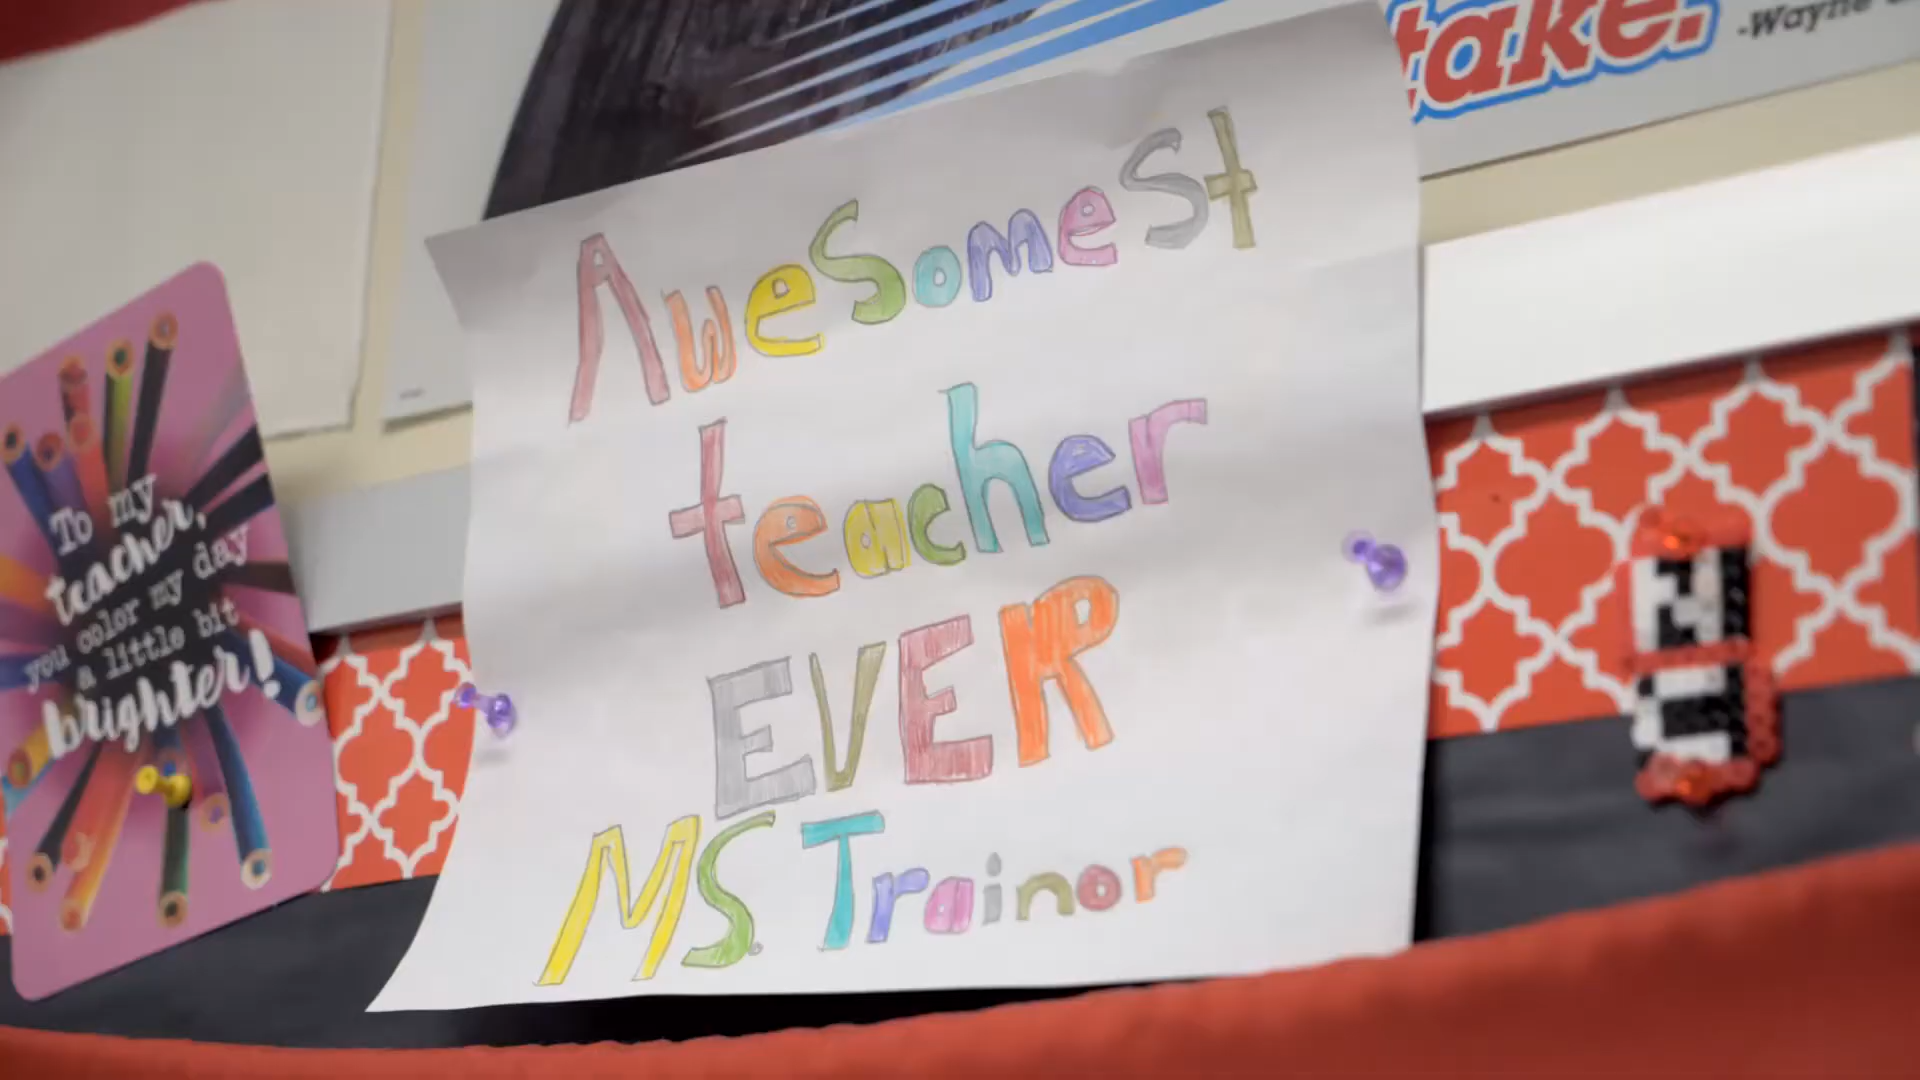 take.
-Wayne
Awesomest
teacher
EVER
MS. Trainor
To my
teacher,
you color my day
a little bit
brighter!